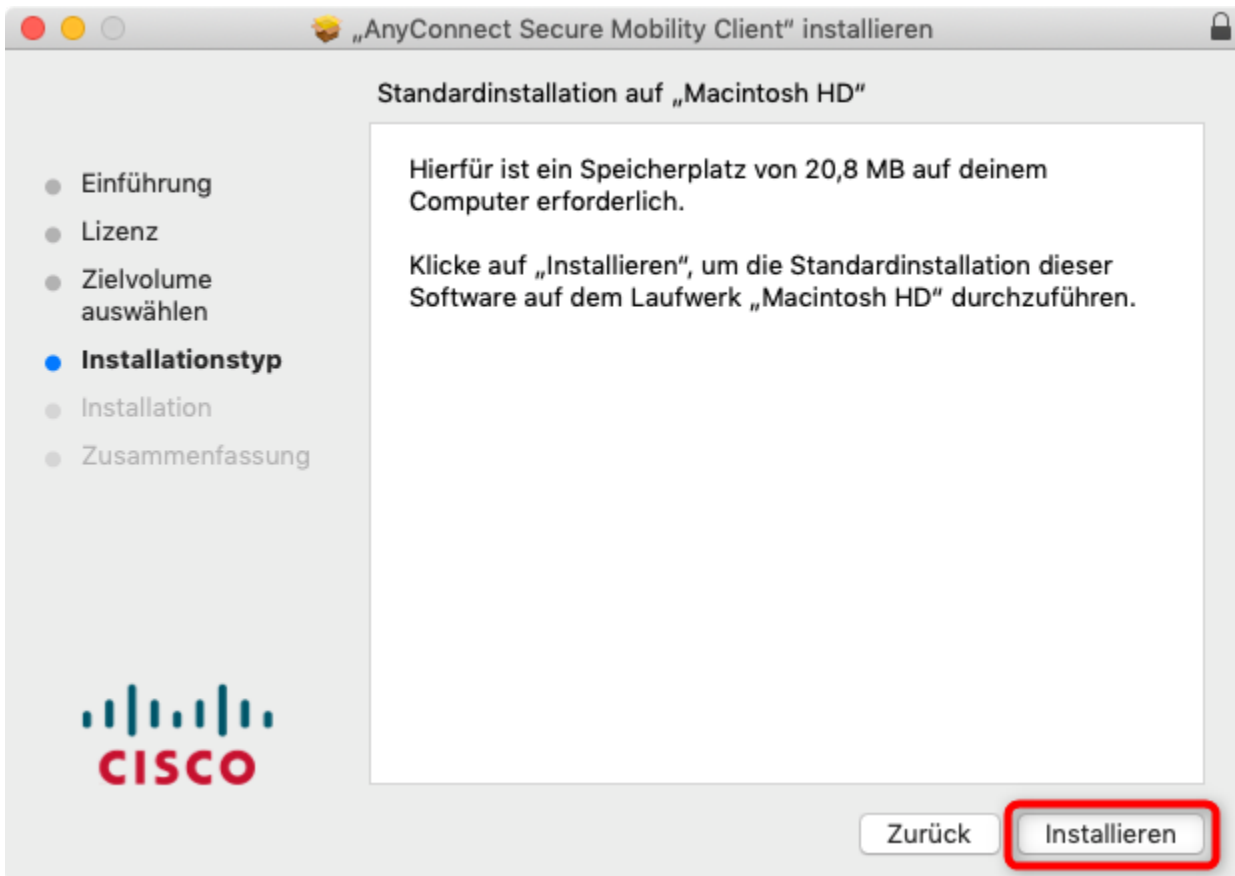 „AnyConnect Secure Mobility Client“ installieren
Standardinstallation auf „Macintosh HD“
Einführung
Lizenz
Zielvolume
auswählen
Installationstyp
Installation
Zusammenfassung
Hierfür ist ein Speicherplatz von 20,8 MB auf deinem
Computer erforderlich.
Klicke auf „Installieren“, um die Standardinstallation dieser
Software auf dem Laufwerk „Macintosh HD“ durchzuführen.
CISCO
Zurück
Installieren